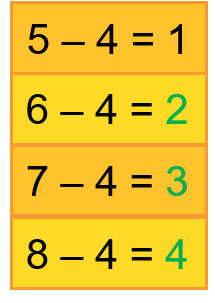 5 – 4 = 1
6 – 4 = 2
7 – 4 = 3
8 – 4 = 4